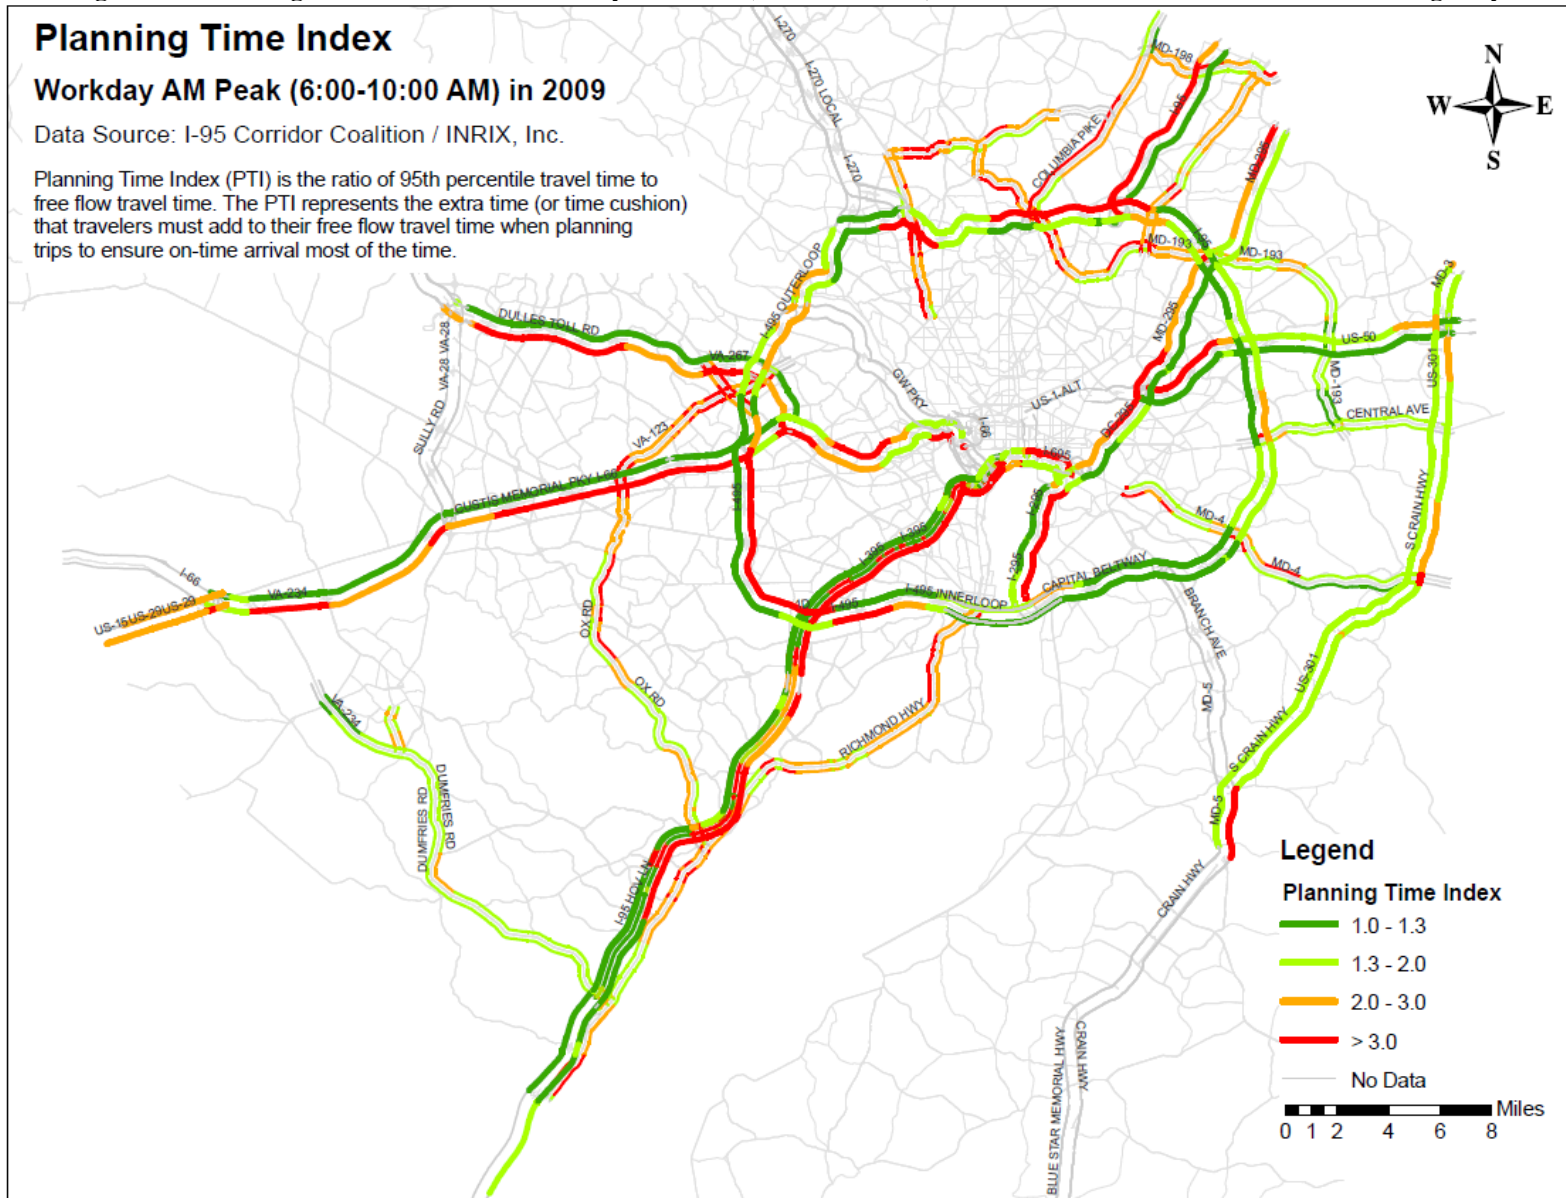 Planning Time Index
Workday AM Peak (6:00-10:00 AM) in 2009
Data Source: I-95 Corridor Coalition / INRIX, Inc.
Planning Time Index (PTI) is the ratio of 95th percentile travel time to
free flow travel time. The PTI represents the extra time (or time cushion)
that travelers must add to their free flow travel time when planning
trips to ensure on-time arrival most of the time.
N
W
E
S
I-270
I-270 LOCAL
I-270
MD-198
I-95
COLUMBIA PIKE
MD-295
I-95
MD-193
MD-193
I-495 OUTERLOOP
MD-3
DULLES TOLL RD
VA-267
VA-28
VA-28
SULLY RD
MD-295
US-50
US-301
MD-193
GW PKY
US-1-ALT
I-66
DC-295
CENTRAL AVE
VA-123
I-695
CUSTIS MEMORIAL PKY I-66
I-495
I-395
I-395
I-295
I-295
MD-4
MD-4
S CRAIN HWY
I-66
VA-234
US-15
US-29
US-29
I-495
I-495 INNERLOOP
CAPITAL BELTWAY
OX RD
OX RD
BRANCH AVE
MD-5
US-301
S CRAIN HWY
RICHMOND HWY
VA-234
DUMFRIES RD
DUMFRIES RD
MD-5
I-95 HOV LN
CRAIN HWY
BLUE STAR MEMORIAL HWY
CRAIN HWY
Legend
Planning Time Index
1.0 - 1.3
1.3 - 2.0
2.0 - 3.0
> 3.0
No Data
Miles
0 1 2 4 6 8